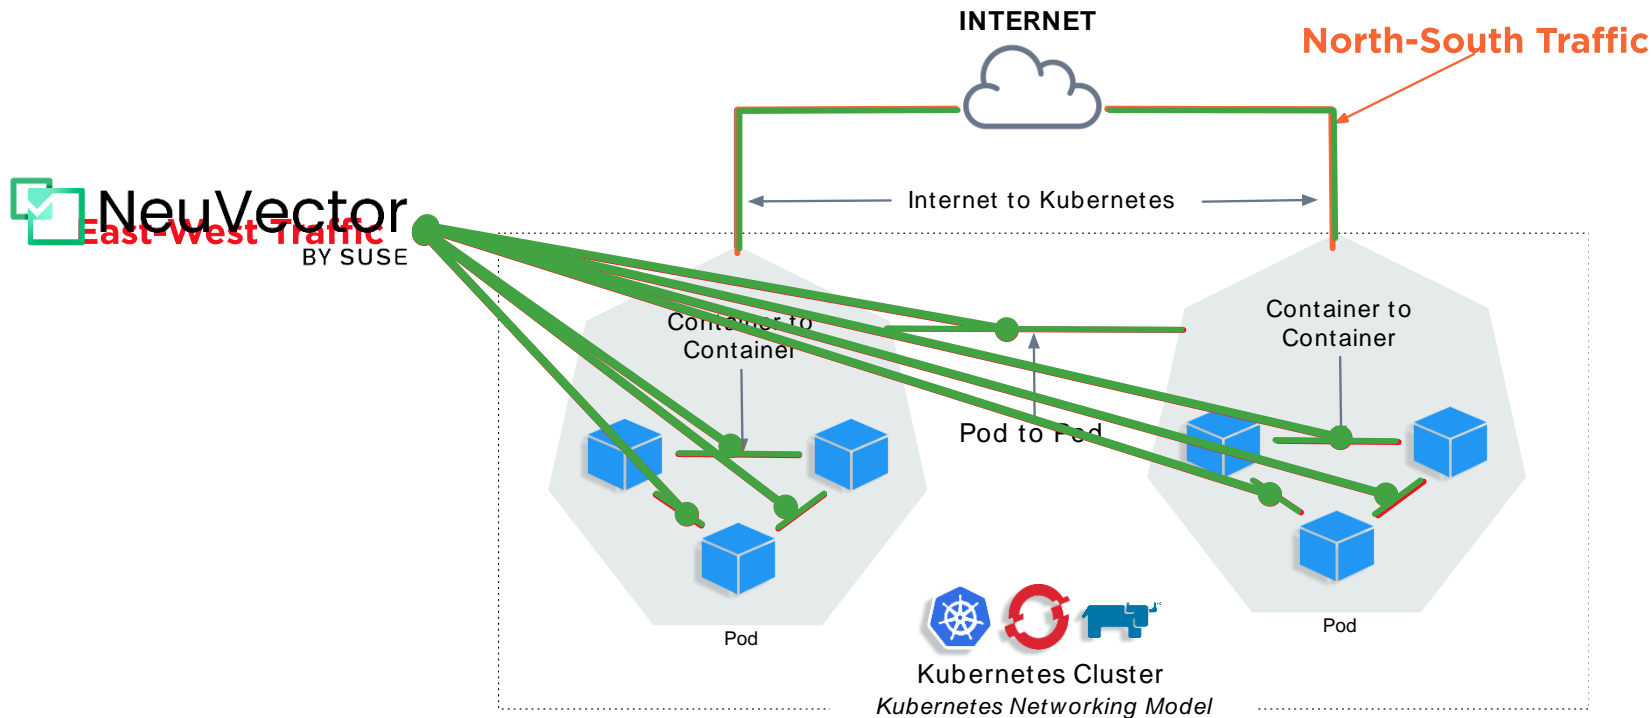 INTERNET
North-South Traffic
Internet to Kubernetes
NeuVector
East-West Traffic
BY SUSE
Container to
Container
Container to
Container
Pod to Pod
Pod
Pod
Kubernetes Cluster
Kubernetes Networking Model